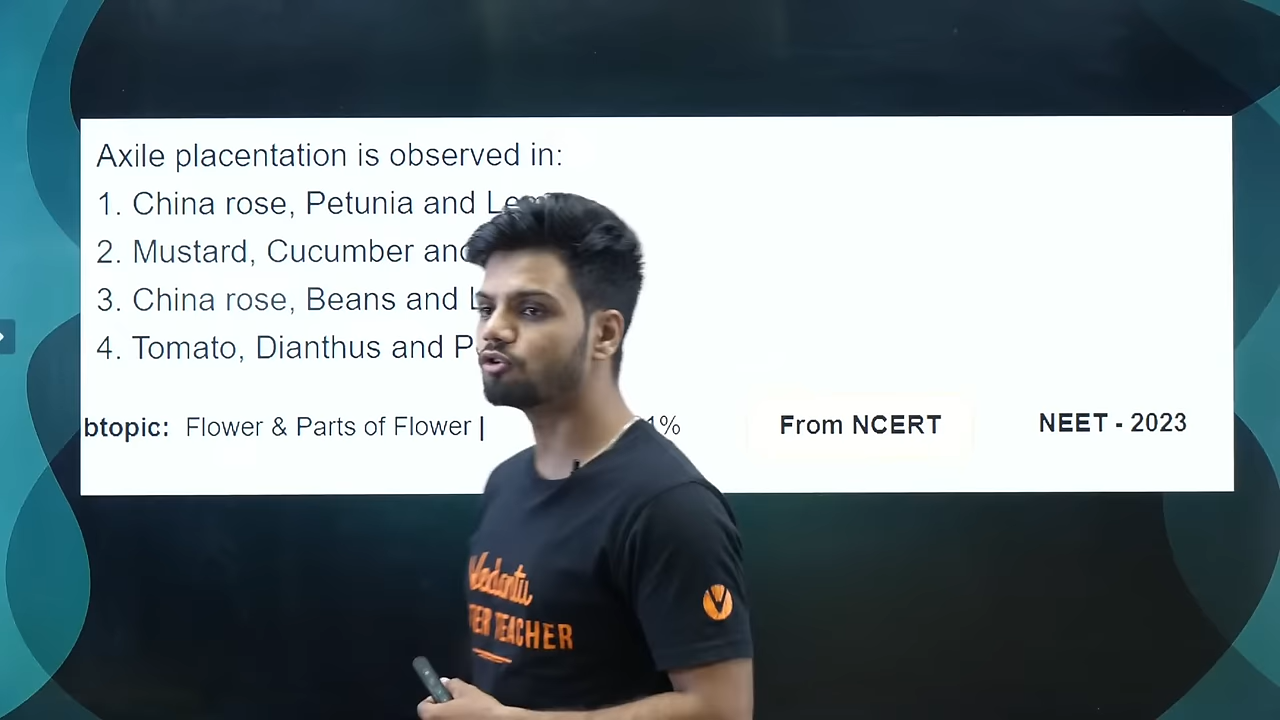 Axile placentation is observed in:
1. China rose, Petunia and
2. Mustard, Cucumber and
3. China rose, Beans and
4. Tomato, Dianthus and
btopic: Flower & Parts of Flower |
1%
From NCERT
NEET - 2023
Vedantu
TEACHER